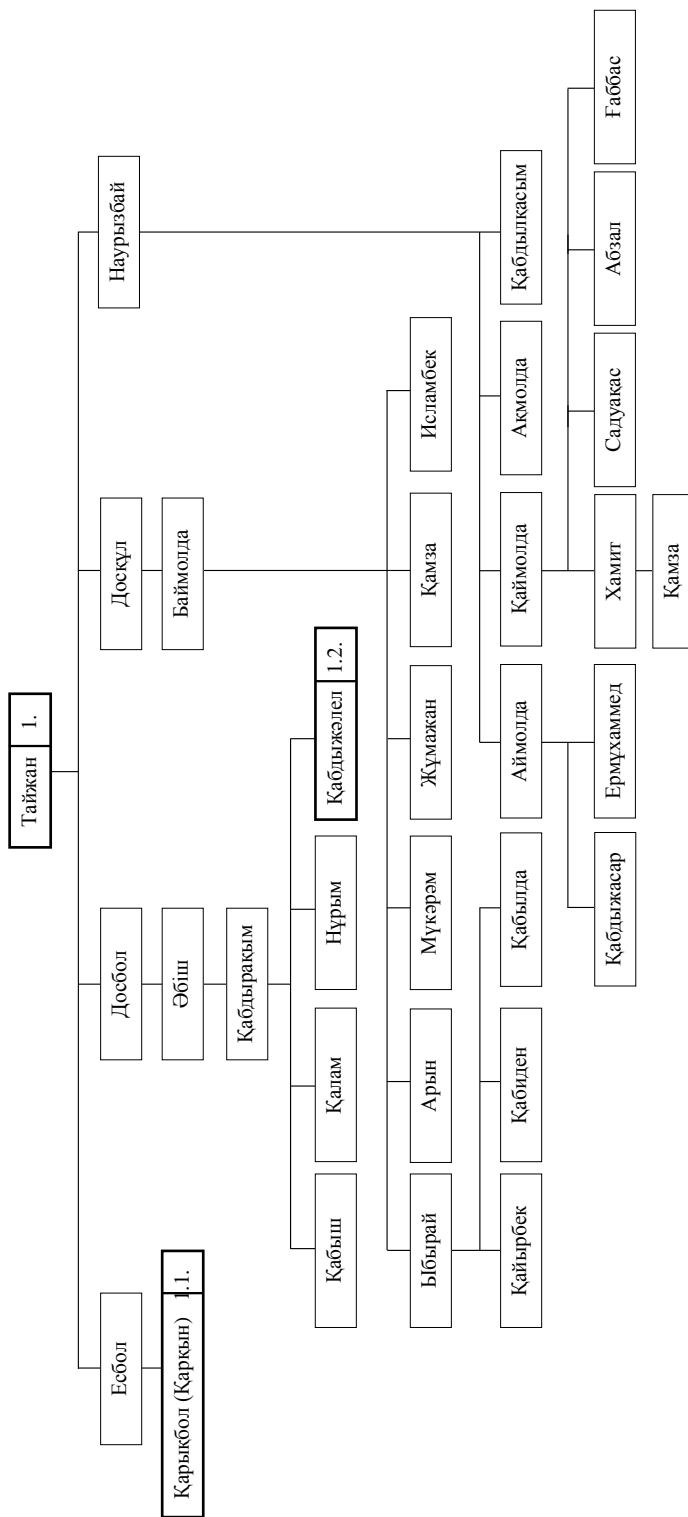 Тайжан 1.
Есбол
Досбол
Досқұл
Наурызбай
Қарықбол (Қарқын) 1.1.
Әбіш
Баймолда
Қабдырақым
Қабыш
Қалам
Нұрым
Қабдыжәлел 1.2.
Ыбырай
Арын
Мүкәрәм
Жұмажан
Қамза
Исламбек
Қайырбек
Қабиден
Қабылда
Аймолда
Қаймолда
Ақмолда
Қабдылқасым
Қабдыжасар
Ермұхаммед
Хамит
Садуақас
Абзал
Ғаббас
Қамза